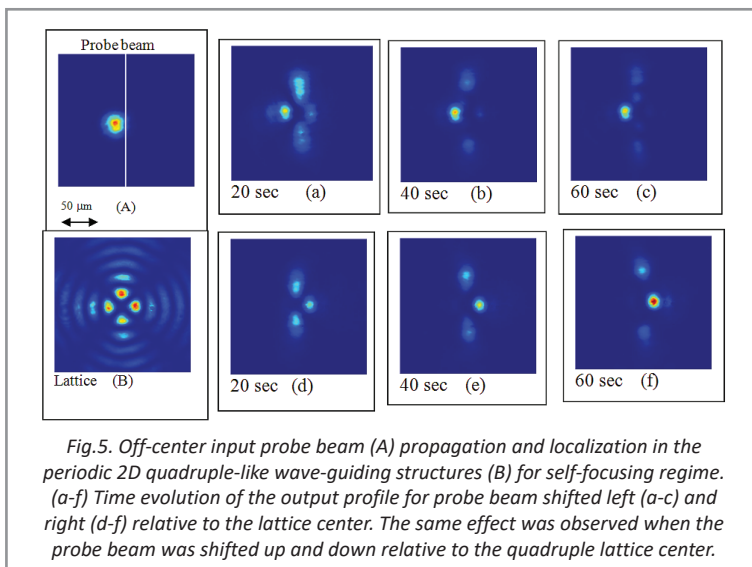 Probe beam
50 μm
(A)
20 sec (a)
40 sec (b)
60 sec (c)
Lattice (B)
20 sec (d)
40 sec (e)
60 sec (f)
Fig.5. Off-center input probe beam (A) propagation and localization in the
periodic 2D quadruple-like wave-guiding structures (B) for self-focusing regime.
(a-f) Time evolution of the output profile for probe beam shifted left (a-c) and
right (d-f) relative to the lattice center. The same effect was observed when the
probe beam was shifted up and down relative to the quadruple lattice center.